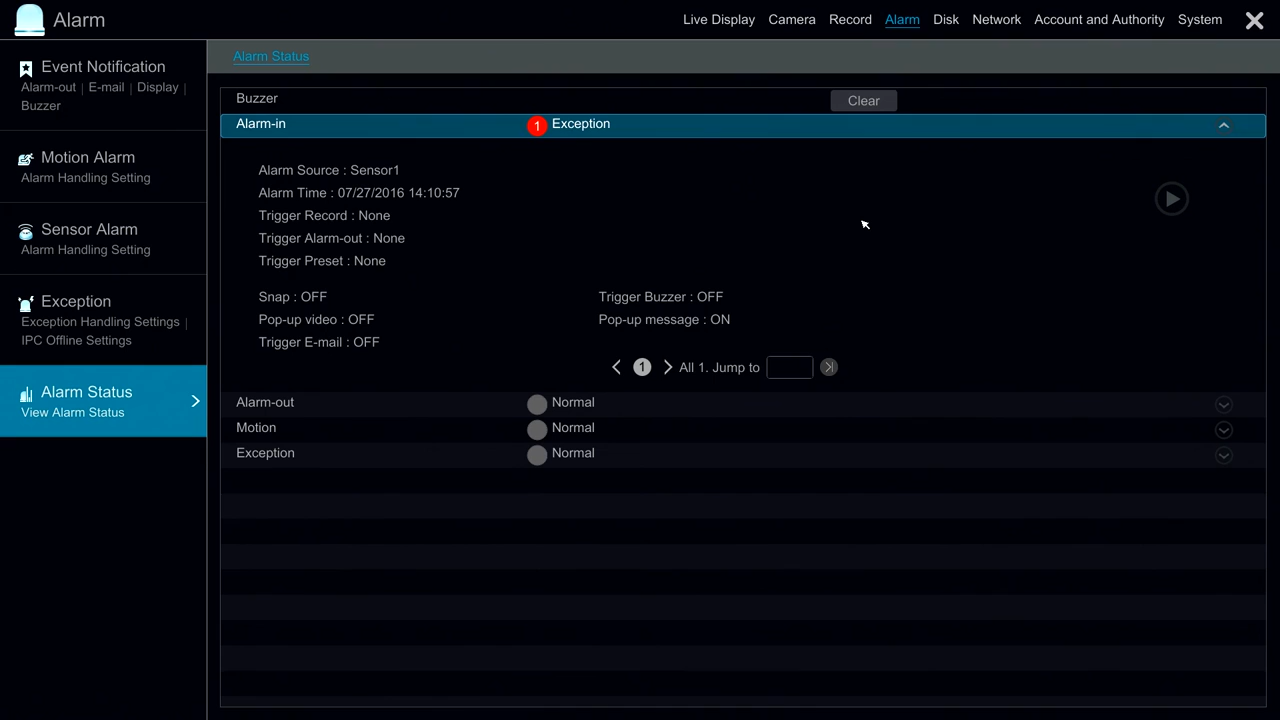 Alarm
Live Display Camera Record Alarm Disk Network Account and Authority System
Event Notification
Alarm-out | E-mail | Display |
Buzzer
Motion Alarm
Alarm Handling Setting
Sensor Alarm
Alarm Handling Setting
Exception
Exception Handling Settings |
IPC Offline Settings
Alarm Status
View Alarm Status
Alarm Status
Buzzer Clear
Alarm-in 1 Exception
Alarm Source : Sensor1
Alarm Time : 07/27/2016 14:10:57
Trigger Record : None
Trigger Alarm-out : None
Trigger Preset : None
Snap : OFF Trigger Buzzer : OFF
Pop-up video : OFF Pop-up message : ON
Trigger E-mail : OFF
1 All 1. Jump to
Alarm-out Normal
Motion Normal
Exception Normal